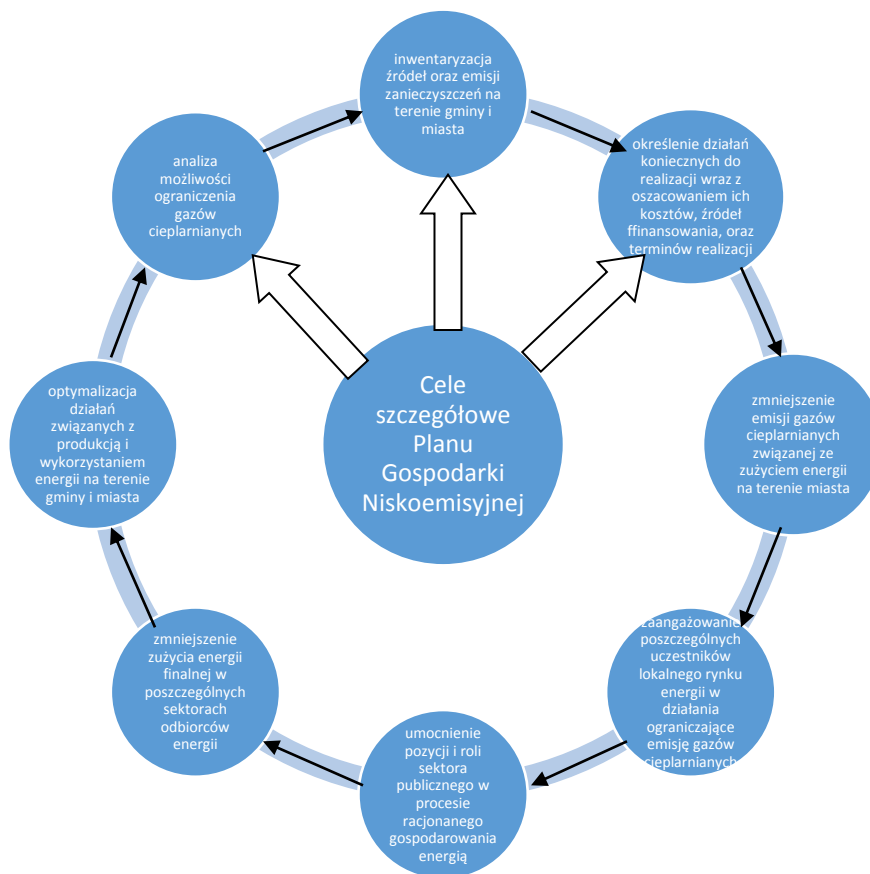 inwentaryzacja
źródeł oraz emisji
zanieczyszczeń na
terenie gminy i
miasta
określenie działań
koniecznych do
realizacji wraz z
oszacowaniem ich
kosztów, źródeł
ffinansowania, oraz
terminów realizacji
zmniejszenie
emisji gazów
cieplarnianych
związanej ze
zużyciem energii
na terenie miasta
zaangażowanie
poszczególnych
uczestników
lokalnego rynku
energii w
działania
ograniczające
emisję gazów
cieplarnianych
umocnienie
pozycji i roli
sektora
publicznego w
procesie
racjonanego
gospodarowania
energią
zmniejszenie
zużycia energii
finalnej w
poszczególnych
sektorach
odbiorców
energii
optymalizacja
działań
związanych z
produkcją i
wykorzystaniem
energii na terenie
gminy i miasta
analiza
możliwości
ograniczenia
gazów
cieplarnianych
Cele
szczegółowe
Planu
Gospodarki
Niskoemisyjnej